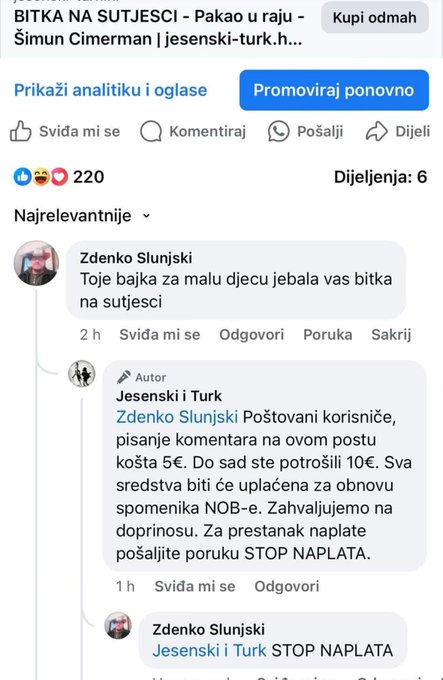 BITKA NA SUTJESCI - Pakao u raju -
Šimun Cimerman | jesenski-turk.h...
Kupi odmah
Prikaži analitiku i oglase
Promoviraj ponovno
Sviđa mi se
Komentiraj
Pošalji
Dijeli
220
Dijeljenja: 6
Najrelevantnije
Zdenko Slunjski
Toje bajka za malu djecu jebala vas bitka
na sutjesci
2 h Sviđa mi se Odgovori Poruka Sakrij
Autor
Jesenski i Turk
Zdenko Slunjski Poštovani korisniče,
pisanje komentara na ovom postu
košta 5€. Do sad ste potrošili 10€. Sva
sredstva biti će uplaćena za obnovu
spomenika NOB-e. Zahvaljujemo na
doprinosu. Za prestanak naplate
pošaljite poruku STOP NAPLATA.
1 h Sviđa mi se Odgovori
Zdenko Slunjski
Jesenski i Turk STOP NAPLATA